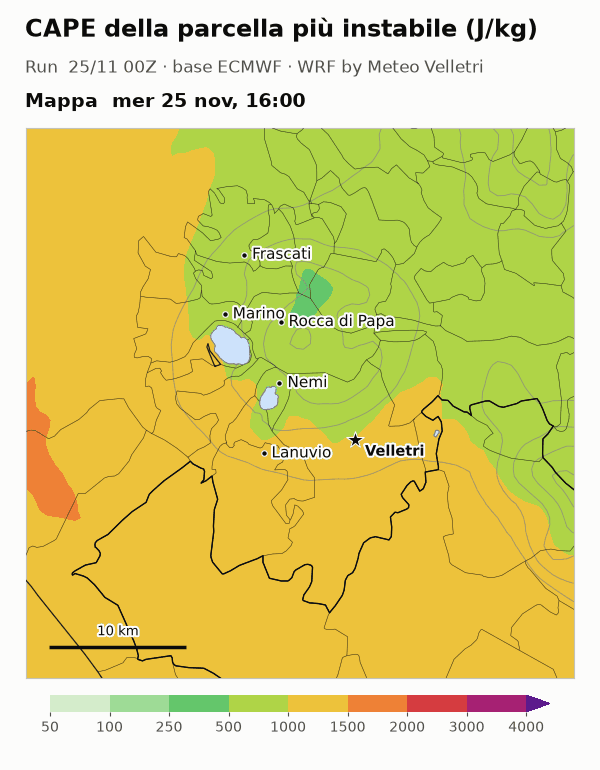 CAPE della parcella più instabile (J/kg)
Run  25/11 00Z · base ECMWF · WRF by Meteo Velletri
Mappa  mer 25 nov, 16:00
Frascati
Marino
Rocca di Papa
Nemi
Velletri
Lanuvio
10 km
50 100 250 500 1000 1500 2000 3000 4000